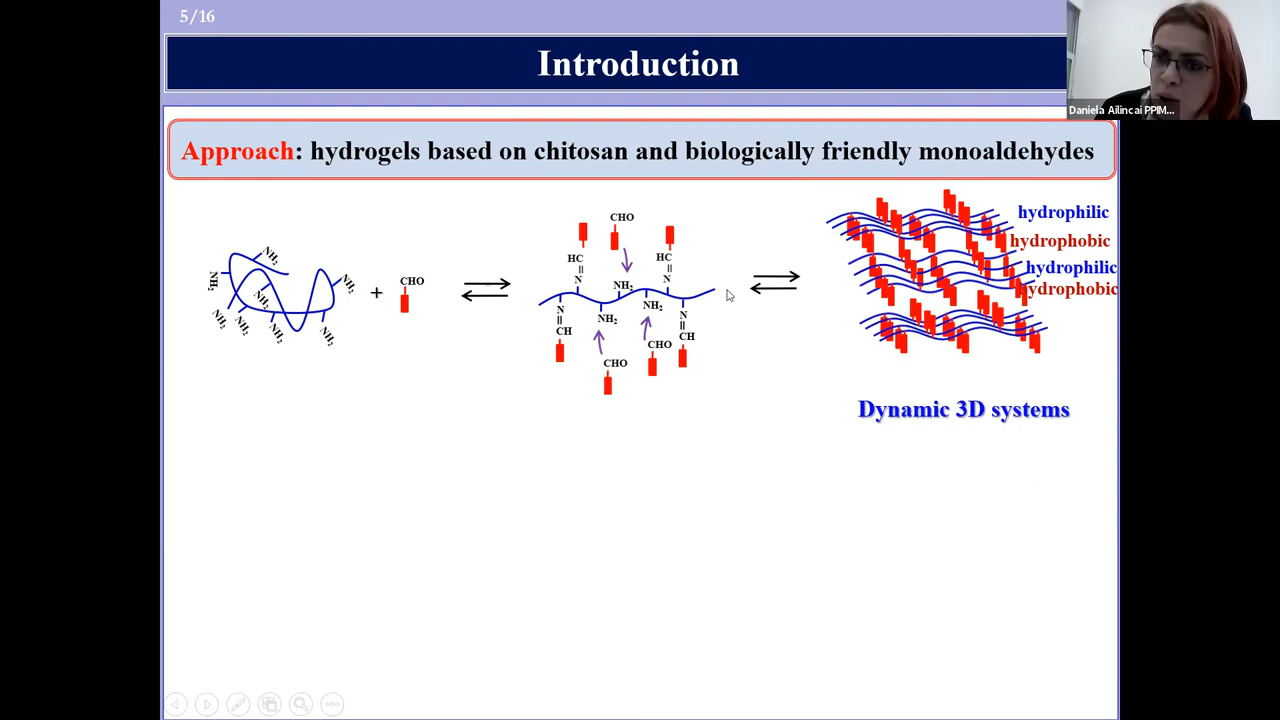 5/16
Introduction
Daniela Ailincai PPIM...
Approach: hydrogels based on chitosan and biologically friendly monoaldehydes
NH2
NH2
NH2
NH2
NH2
NH2
NH2
NH2
+
CHO
CHO
HC
=
N
NH2
HC
=
N
N
=
CH
NH2
NH2
N
=
CH
CHO
CHO
hydrophilic
hydrophobic
hydrophilic
hydrophobic
Dynamic 3D systems